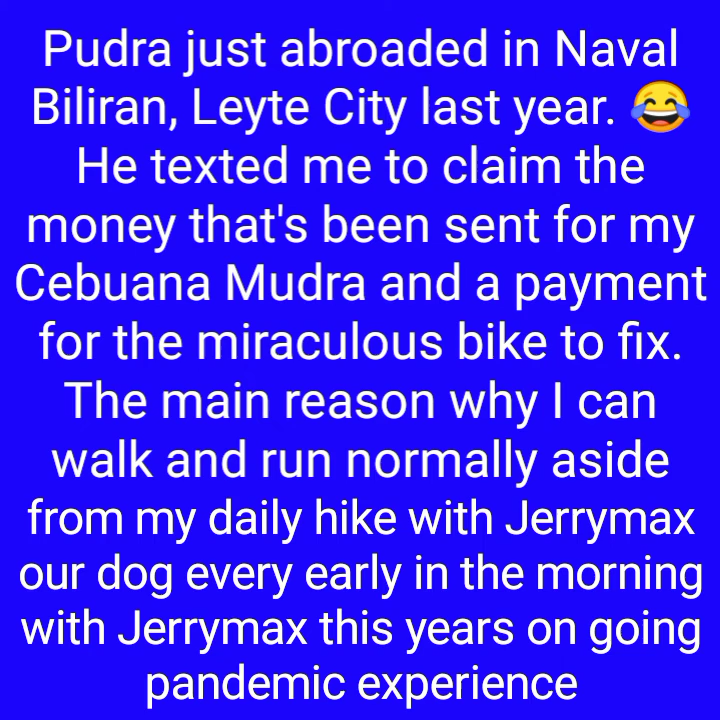 Pudra just abroaded in Naval
Biliran, Leyte City last year. 😂
He texted me to claim the
money that's been sent for my
Cebuana Mudra and a payment
for the miraculous bike to fix.
The main reason why I can
walk and run normally aside
from my daily hike with Jerrymax
our dog every early in the morning
with Jerrymax this years on going
pandemic experience